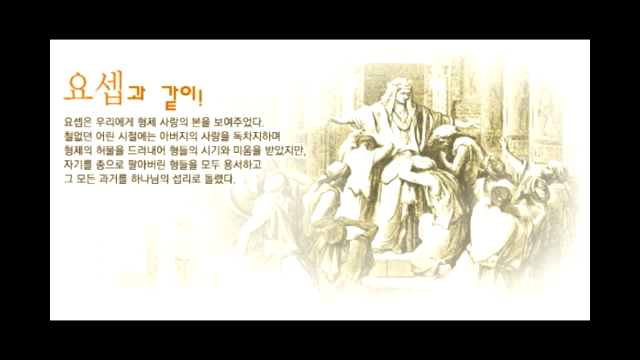 요셉과 같이!
요셉은 우리에게 형제 사랑의 본을 보여주었다.
철없던 어린 시절에는 아버지의 사랑을 독차지하며
형제의 허물을 드러내어 형들의 시기와 미움을 받았지만,
자기를 종으로 팔아버린 형들을 모두 용서하고
그 모든 과거를 하나님의 섭리로 돌렸다.